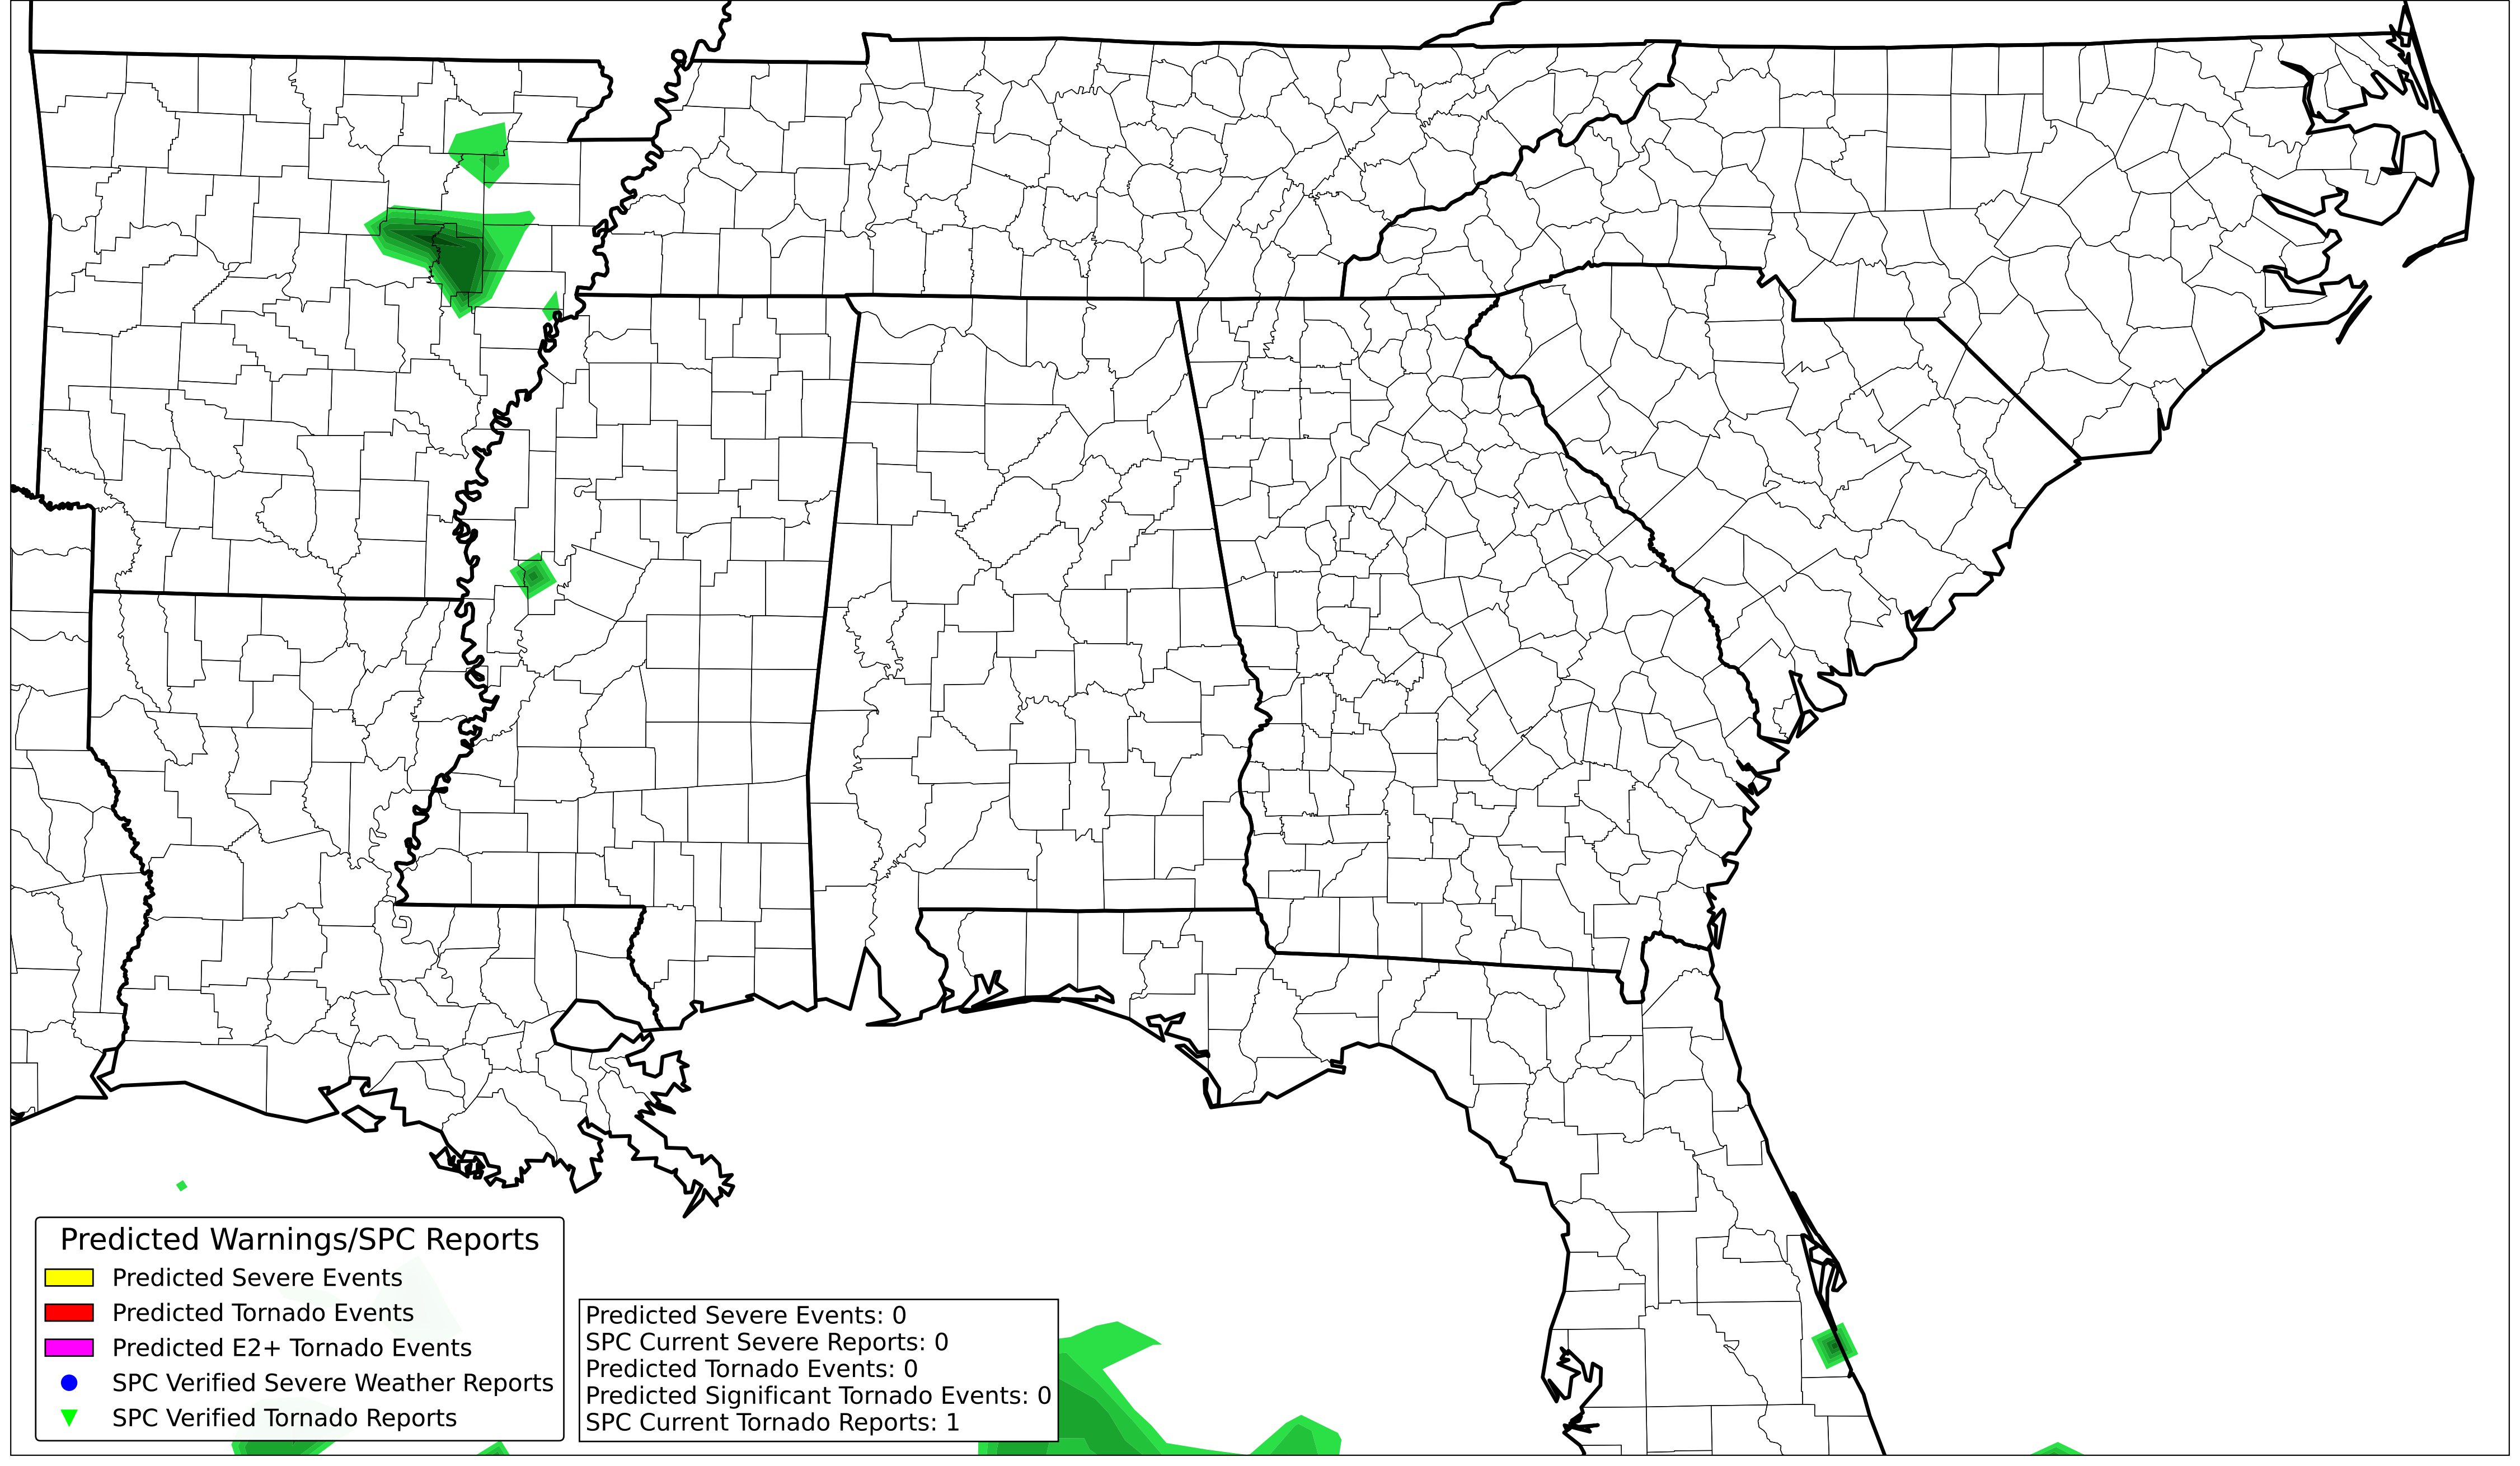 Predicted Warnings/SPC Reports
Predicted Severe Events
Predicted Tornado Events
Predicted E2+ Tornado Events
SPC Verified Severe Weather Reports
SPC Verified Tornado Reports
Predicted Severe Events: 0
SPC Current Severe Reports: 0
Predicted Tornado Events: 0
Predicted Significant Tornado Events: 0
SPC Current Tornado Reports: 1